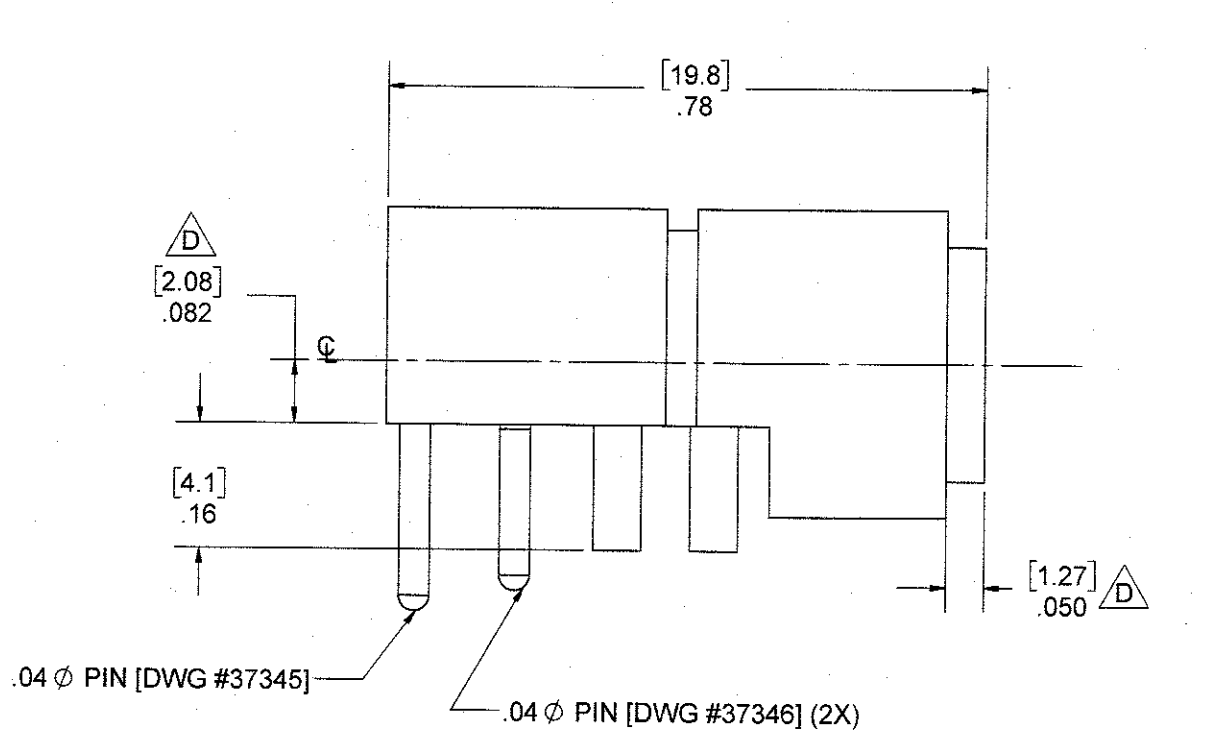 [19.8]
.78
D
[2.08]
.082
℄
[4.1]
.16
[1.27]
.050
D
.04 ∅ PIN [DWG #37345]
.04 ∅ PIN [DWG #37346] (2X)